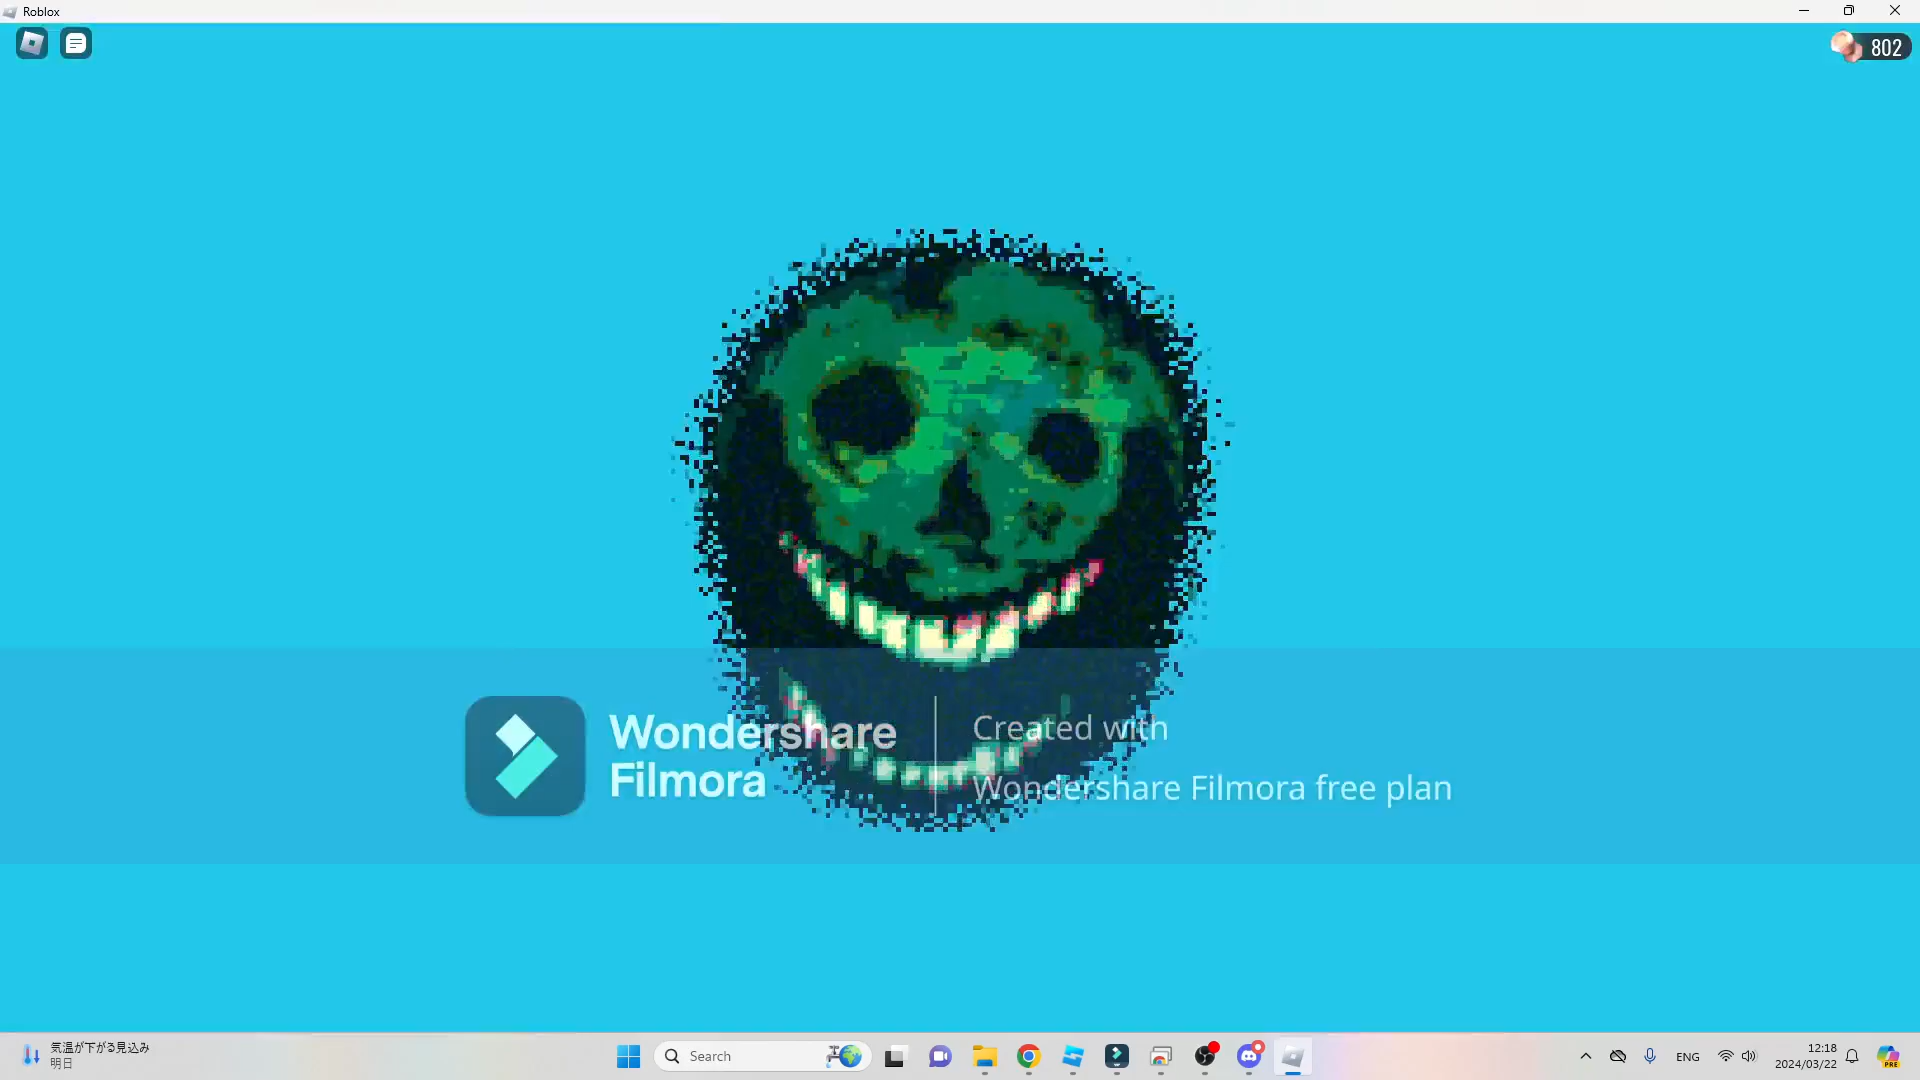 Roblox
802
Wondershare
Filmora
Created with
Wondershare Filmora free plan
気温が下がる見込み
明日
Search
ENG
12:18
2024/03/22
PRE